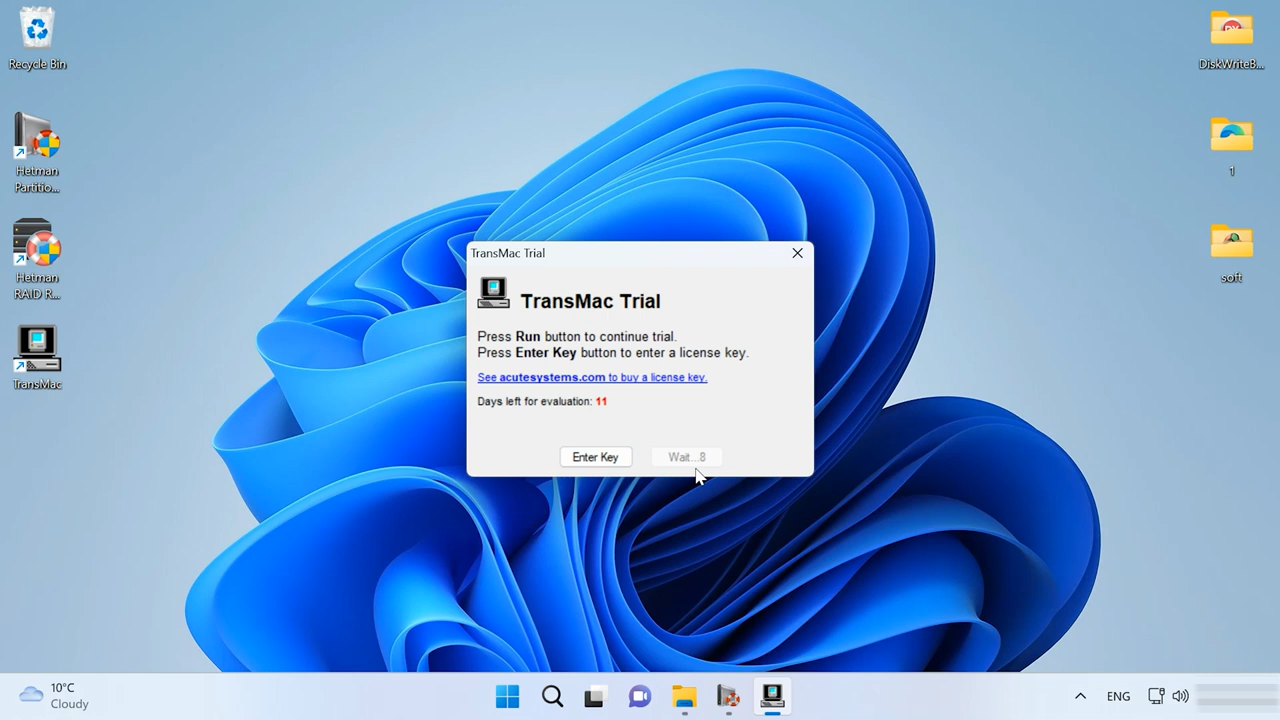 Recycle Bin
Hetman
Partitio...
Hetman
RAID R...
TransMac
DiskWriteB...
1
soft
TransMac Trial
TransMac Trial
Press Run button to continue trial.
Press Enter Key button to enter a license key.
See acutesystems.com to buy a license key.
Days left for evaluation: 11
Enter Key
Wait...8
10°C
Cloudy
ENG